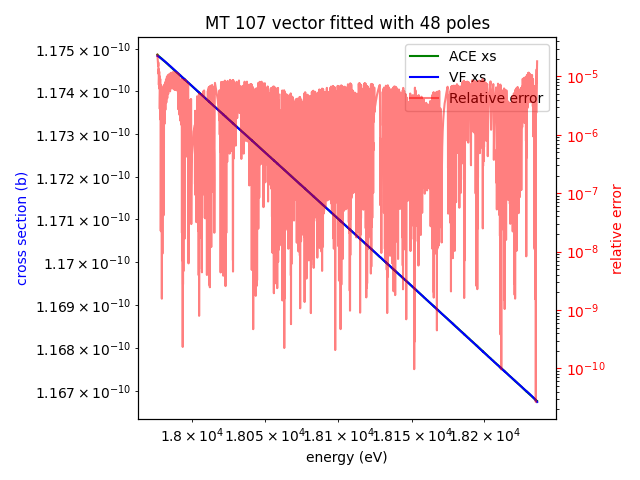 MT 107 vector fitted with 48 poles
ACE xs
VF xs
Relative error
1.175 × 10⁻¹⁰
1.174 × 10⁻¹⁰
1.173 × 10⁻¹⁰
1.172 × 10⁻¹⁰
1.171 × 10⁻¹⁰
1.17 × 10⁻¹⁰
1.169 × 10⁻¹⁰
1.168 × 10⁻¹⁰
1.167 × 10⁻¹⁰
cross section (b)
10⁻⁵
10⁻⁶
10⁻⁷
10⁻⁸
10⁻⁹
10⁻¹⁰
relative error
1.8 × 10⁴ 1.805 × 10⁴ 1.81 × 10⁴ 1.815 × 10⁴ 1.82 × 10⁴
energy (eV)